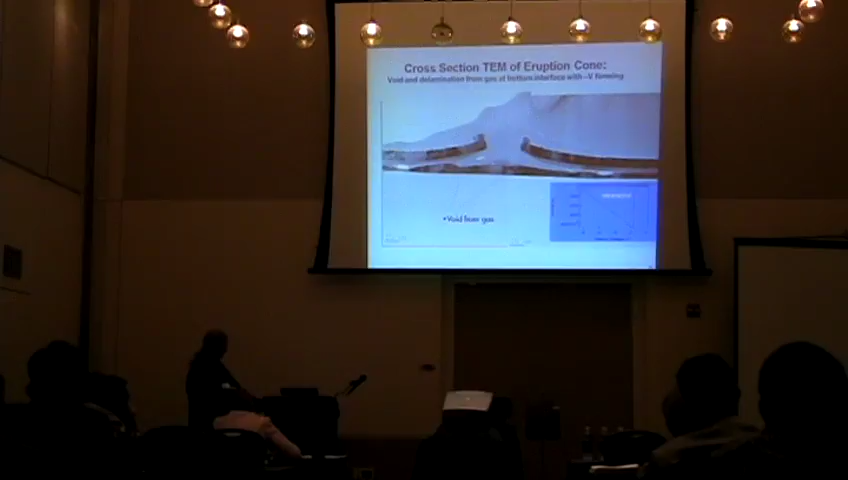 Cross Section TEM of Eruption Cone:
Void and delamination from gas at bottom interface with -V forming
•Void from gas